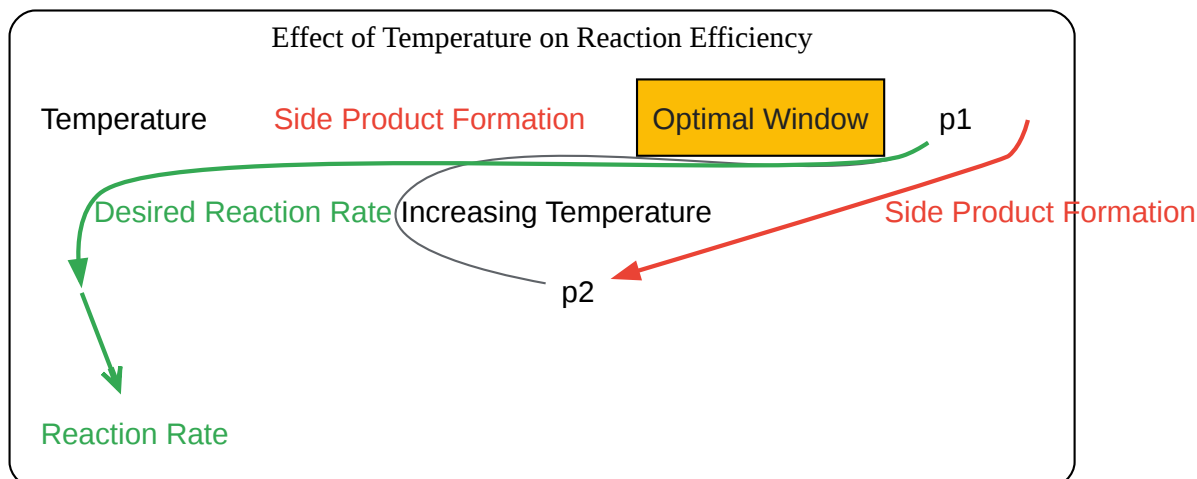 Effect of Temperature on Reaction Efficiency
Temperature
Side Product Formation
Optimal Window
p1
Desired Reaction Rate
Increasing Temperature
Side Product Formation
p2
Reaction Rate